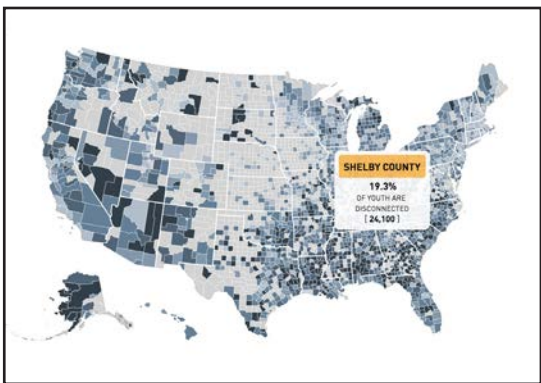 SHELBY COUNTY
19.3%
OF YOUTH ARE
DISCONNECTED
[ 24,100 ]